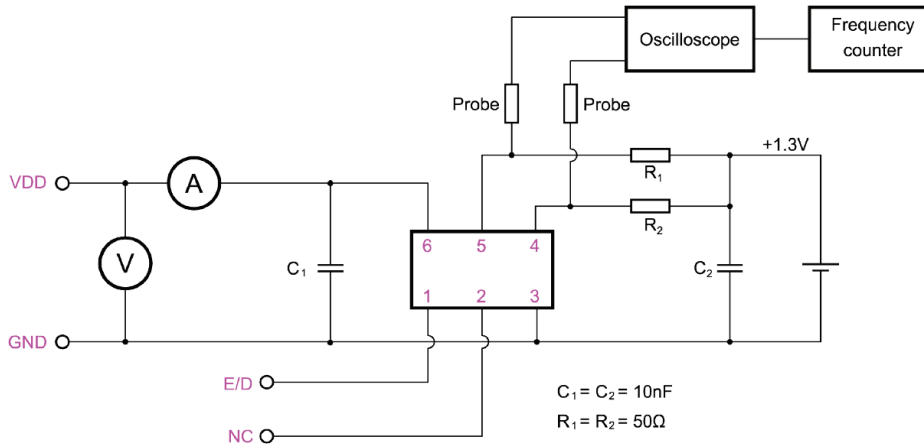 Oscilloscope
Frequency
counter
Probe
Probe
+1.3V
VDD
A
R₁
R₂
V
C₁
6 5 4
1 2 3
C₂
GND
E/D
NC
C₁ = C₂ = 10nF
R₁ = R₂ = 50Ω